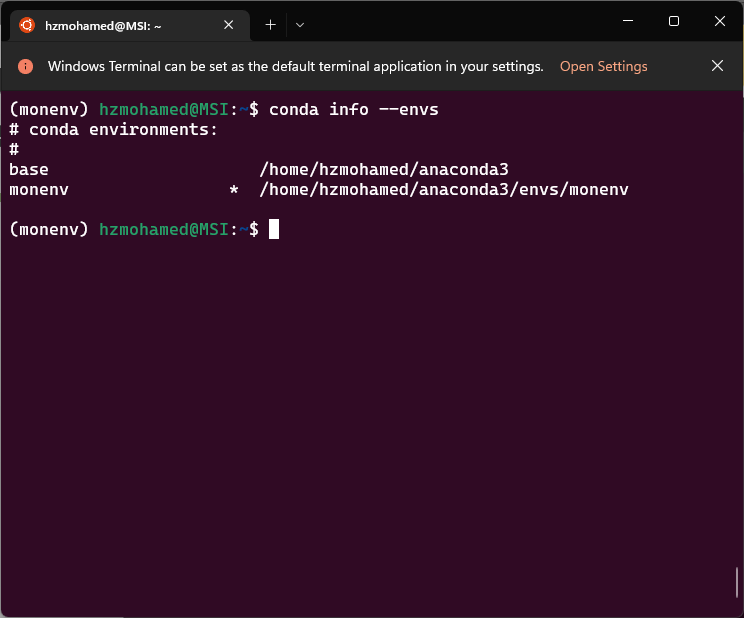 hzmohamed@MSI: ~
Windows Terminal can be set as the default terminal application in your settings. Open Settings
(monenv) hzmohamed@MSI:~$ conda info --envs
# conda environments:
#
base                     /home/hzmohamed/anaconda3
monenv                *  /home/hzmohamed/anaconda3/envs/monenv
(monenv) hzmohamed@MSI:~$